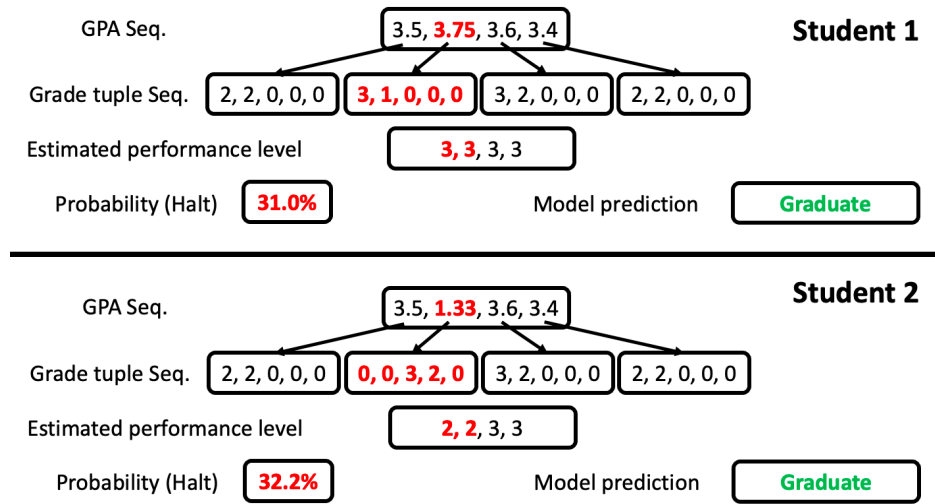 GPA Seq.
3.5, 3.75, 3.6, 3.4
Student 1
Grade tuple Seq.
2, 2, 0, 0, 0
3, 1, 0, 0, 0
3, 2, 0, 0, 0
2, 2, 0, 0, 0
Estimated performance level
3, 3, 3, 3
Probability (Halt)
31.0%
Model prediction
Graduate
GPA Seq.
3.5, 1.33, 3.6, 3.4
Student 2
Grade tuple Seq.
2, 2, 0, 0, 0
0, 0, 3, 2, 0
3, 2, 0, 0, 0
2, 2, 0, 0, 0
Estimated performance level
2, 2, 3, 3
Probability (Halt)
32.2%
Model prediction
Graduate